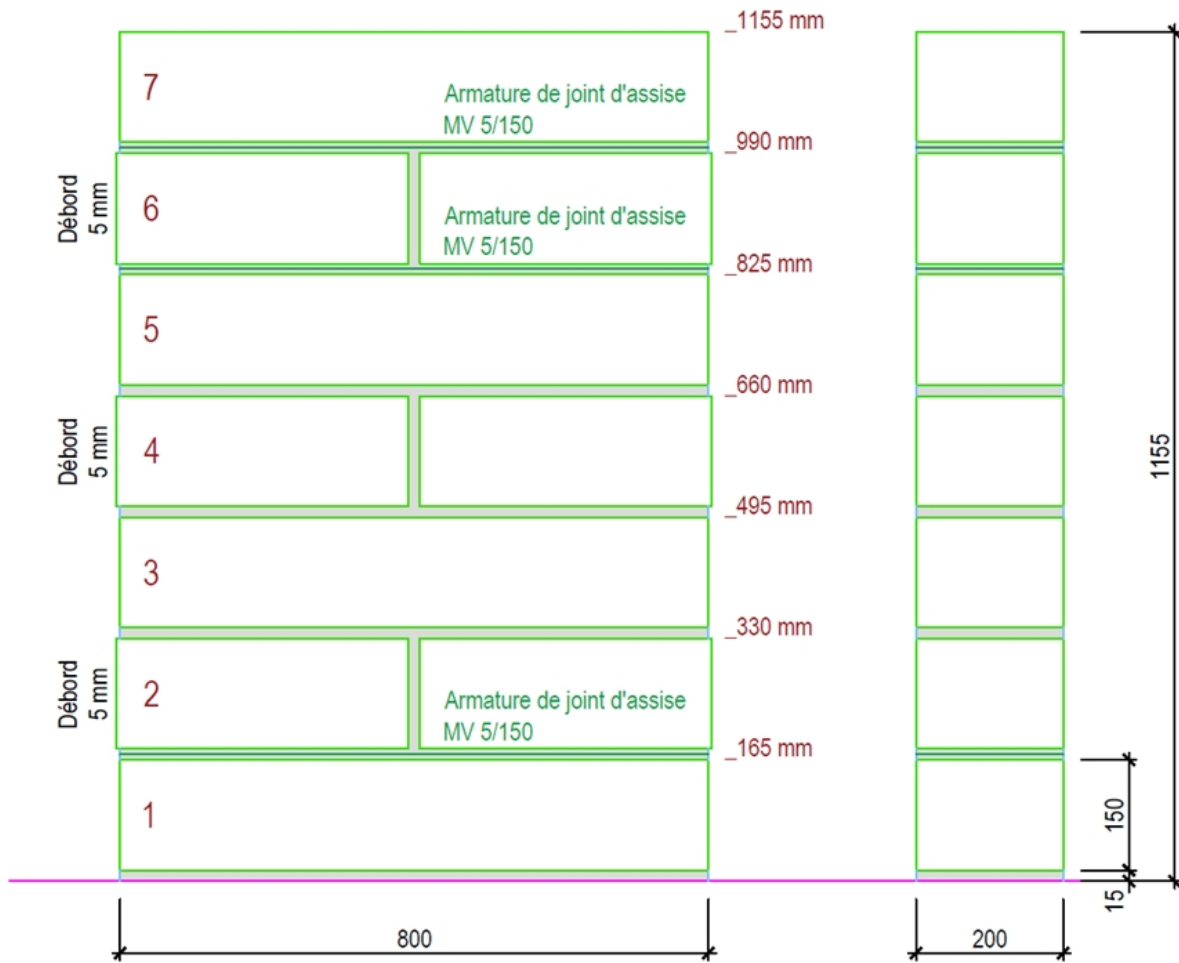 _1155 mm
7
Armature de joint d'assise
MV 5/150
_990 mm
Débord
5 mm
6
Armature de joint d'assise
MV 5/150
_825 mm
5
_660 mm
Débord
5 mm
4
1155
_495 mm
3
_330 mm
Débord
5 mm
2
Armature de joint d'assise
MV 5/150
_165 mm
1
150
15
800
200